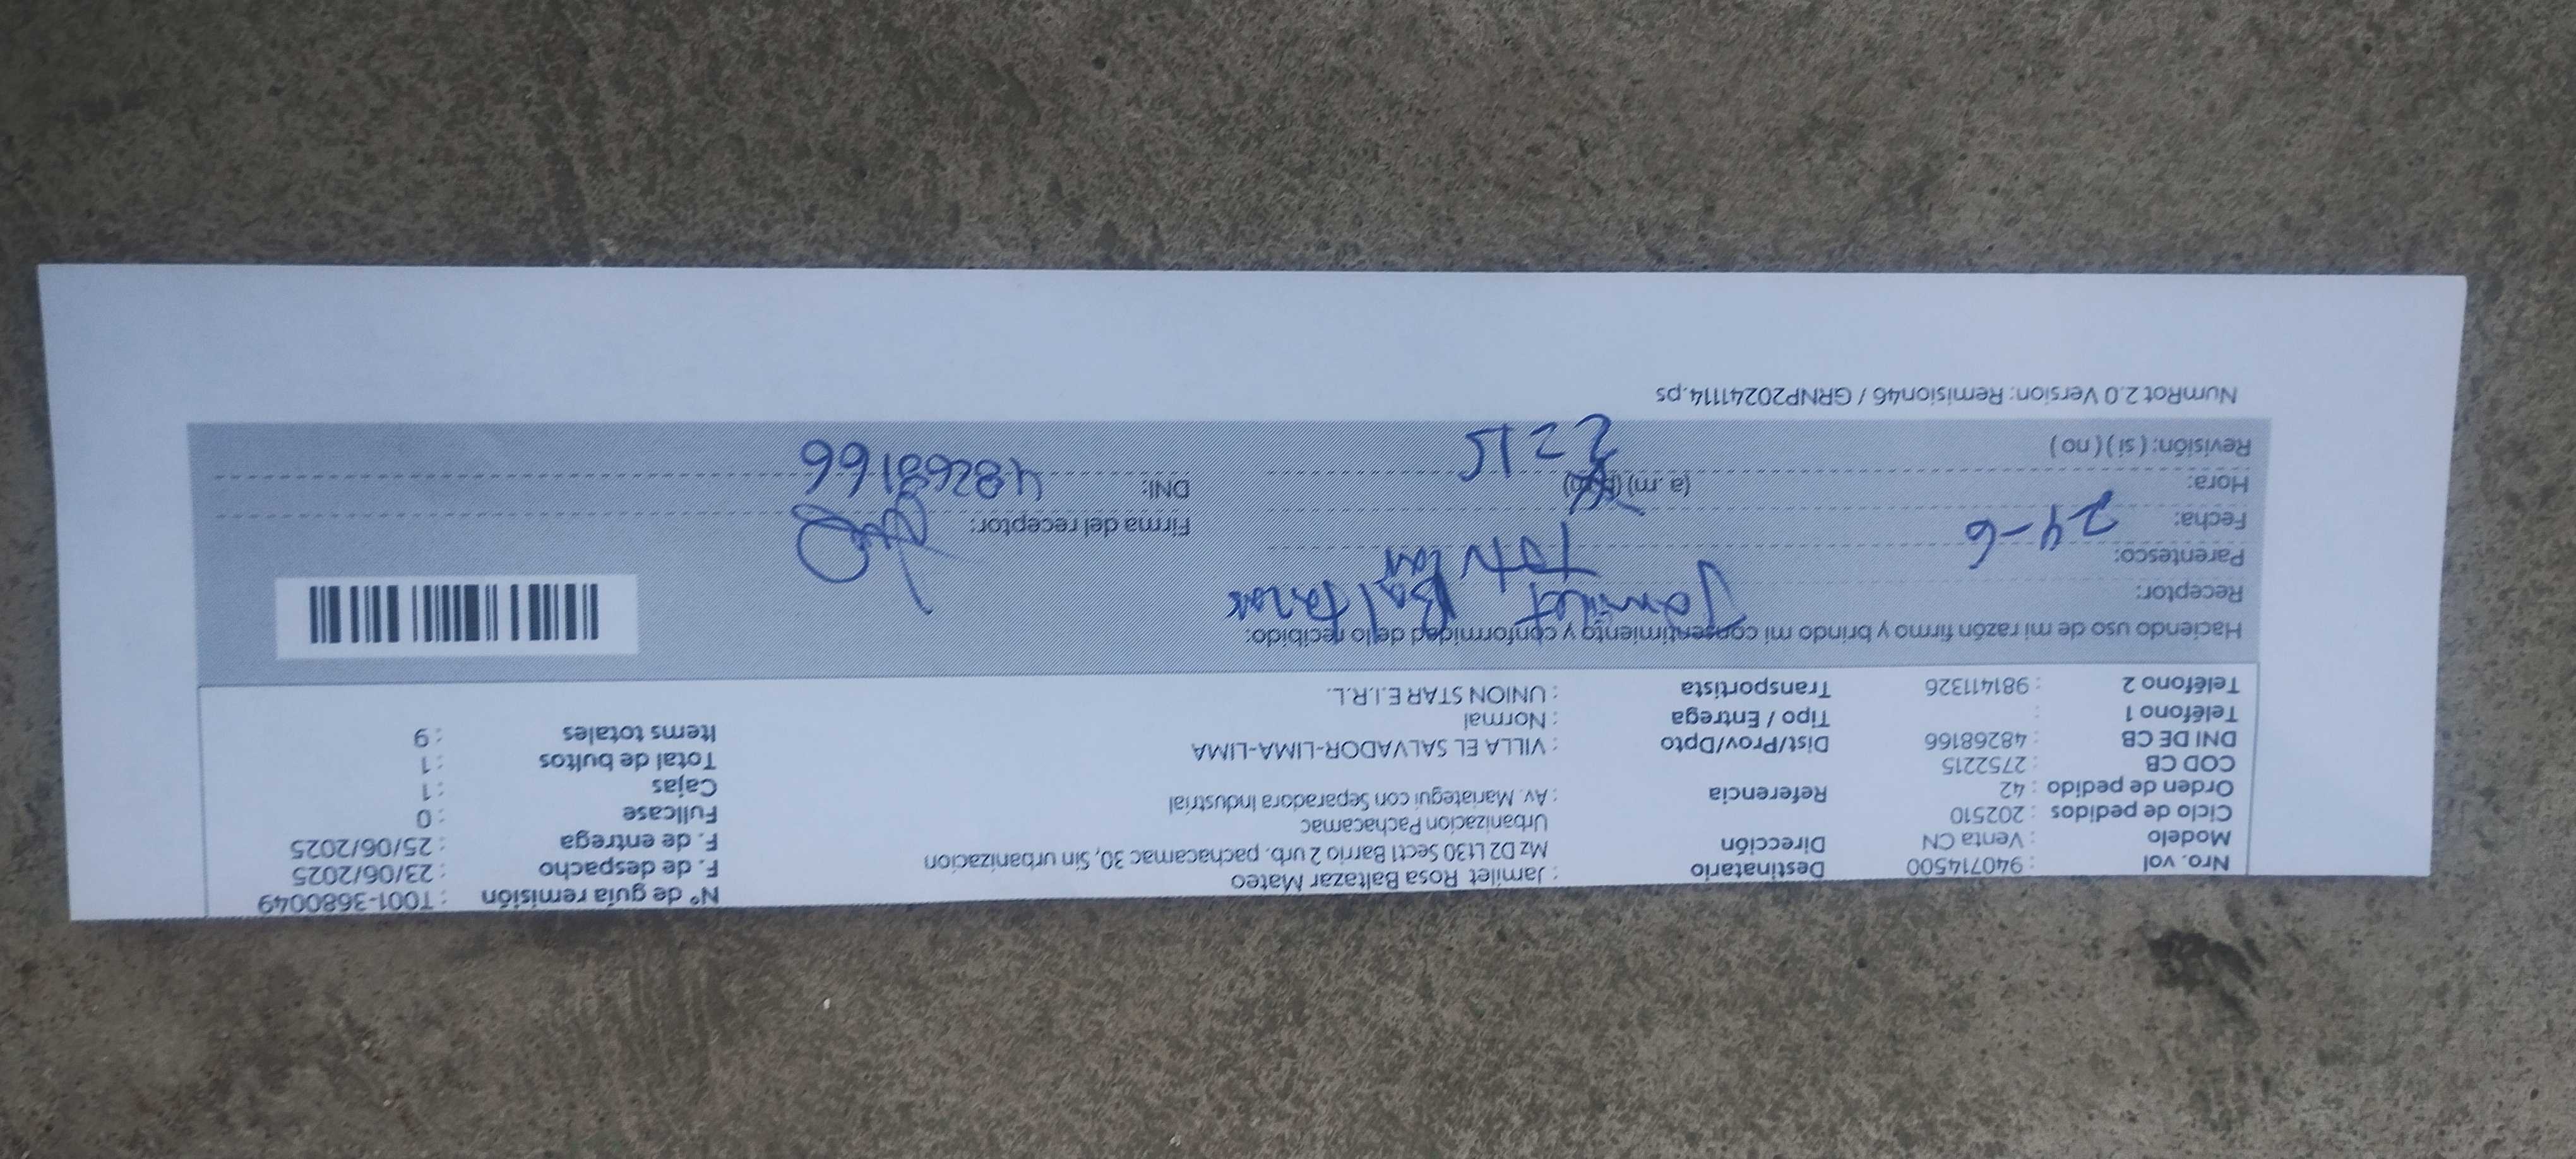 Nro. vol : 940714500 Destinatario : Jamilet Rosa Baltazar Mateo N° de guía remisión : T001-3680049
Modelo : Venta CN Dirección Mz D2 Lt30 Sect1 Barrio 2 urb. pachacamac 30, Sin urbanizacion F. de despacho : 23/06/2025
Ciclo de pedidos : 202510 Urbanizacion Pachacamac F. de entrega : 25/06/2025
Orden de pedido : 42 Referencia : Av. Mariategui con Separadora Industrial Fullcase : 0
COD CB : 2752215 Cajas : 1
DNI DE CB : 48268166 Dist/Prov/Dpto : VILLA EL SALVADOR-LIMA-LIMA Total de bultos : 1
Teléfono 1 : Tipo / Entrega : Normal Items totales : 9
Teléfono 2 : 981411326 Transportista : UNION STAR E.I.R.L.
Haciendo uso de mi razón firmo y brindo mi consentimiento y conformidad de lo recibido:
Receptor: Jamilet Baltazar
Parentesco: Titular
Fecha: 24-6 Firma del receptor:
Hora: (a.m) (p.m) 2215 DNI: 48268166
Revisión: ( si ) ( no )
NumRot 2.0 Version: Remision46 / GRNP20241114.ps